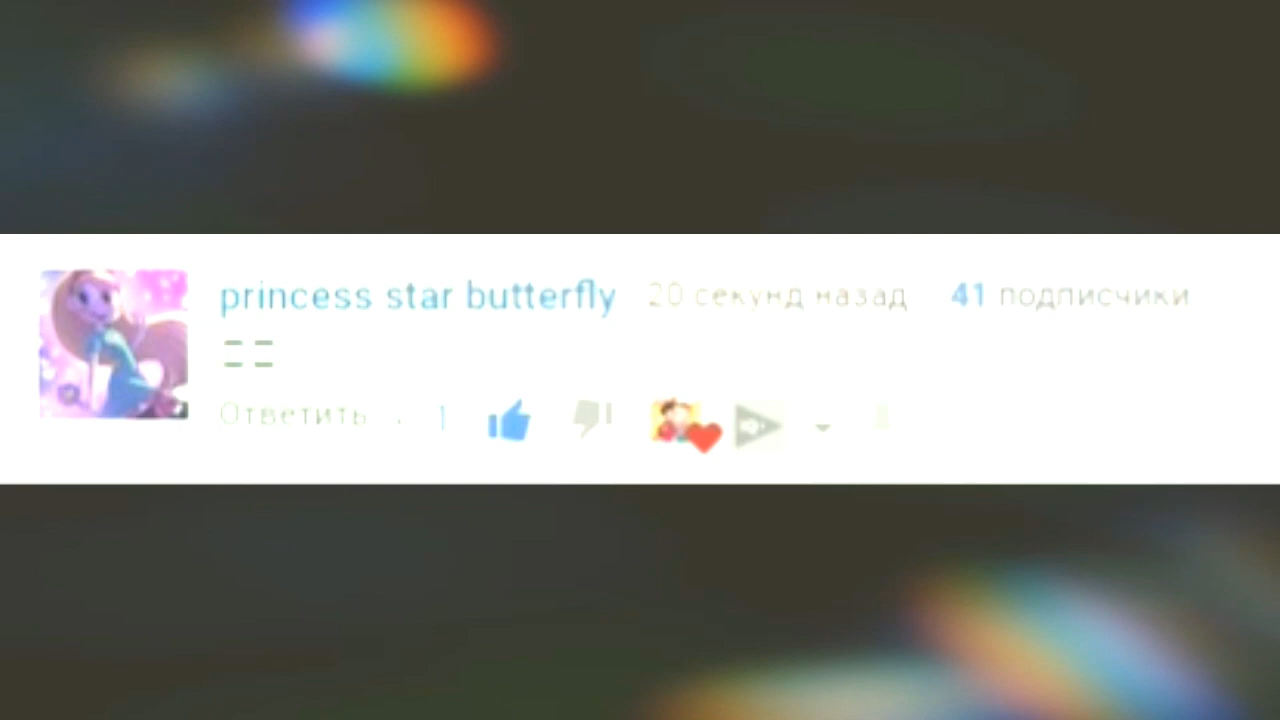 princess star butterfly 20 секунд назад 41 подписчики
==
Ответить 1